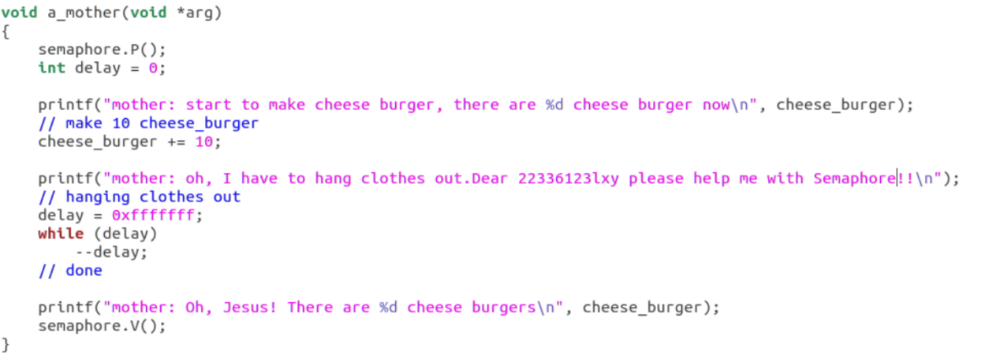 void a_mother(void *arg)
{
    semaphore.P();
    int delay = 0;

    printf("mother: start to make cheese burger, there are %d cheese burger now\n", cheese_burger);
    // make 10 cheese_burger
    cheese_burger += 10;

    printf("mother: oh, I have to hang clothes out.Dear 22336123lxy please help me with Semaphore!!\n");
    // hanging clothes out
    delay = 0xfffffff;
    while (delay)
        --delay;
    // done

    printf("mother: Oh, Jesus! There are %d cheese burgers\n", cheese_burger);
    semaphore.V();
}